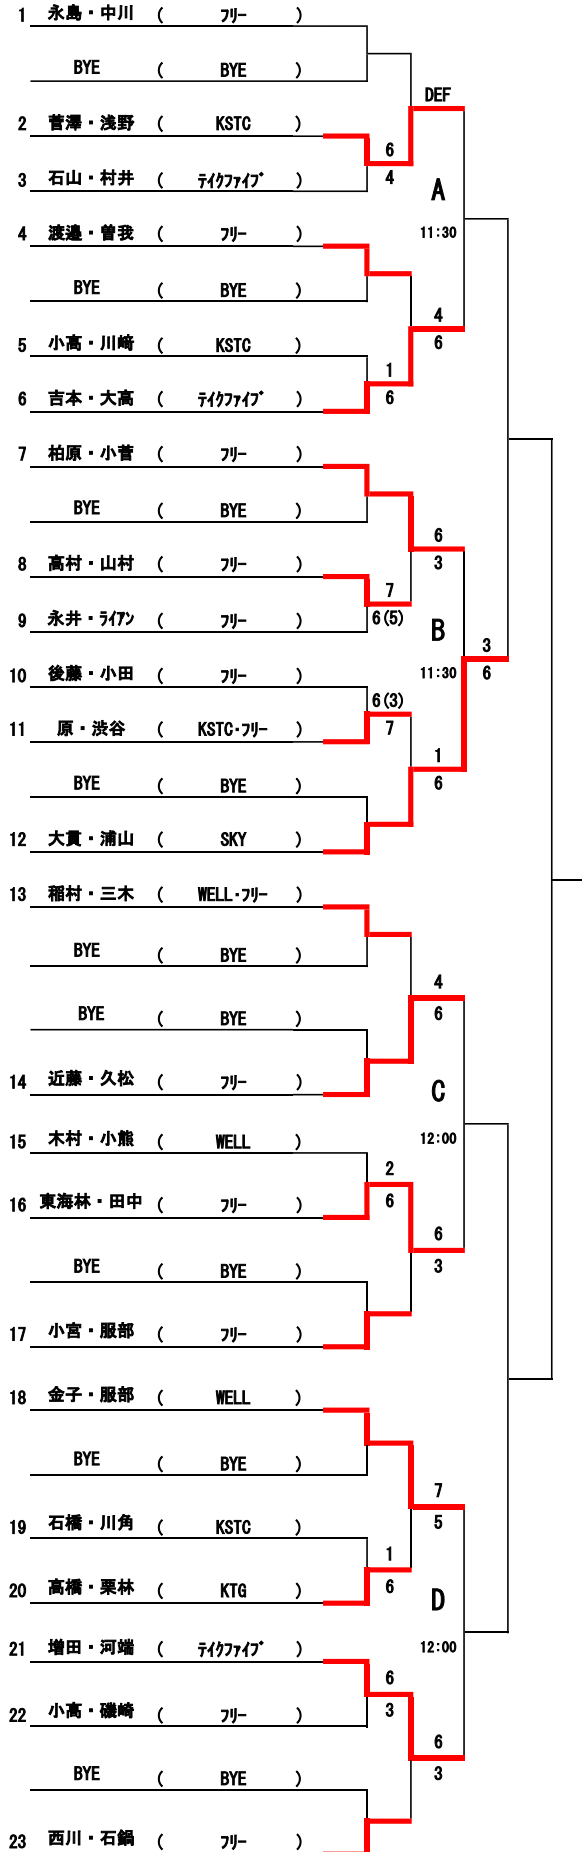 1 永島・中川 ( フリー )
BYE ( BYE )
DEF
2 菅澤・浅野 ( KSTC )
6
4
3 石山・村井 ( テイクファイブ )
A
11:30
4 渡邉・曽我 ( フリー )
BYE ( BYE )
4
6
5 小高・川崎 ( KSTC )
1
6
6 吉本・大高 ( テイクファイブ )
7 柏原・小菅 ( フリー )
BYE ( BYE )
6
3
8 高村・山村 ( フリー )
7
6(5)
9 永井・ライアン ( フリー )
B
3
6
11:30
10 後藤・小田 ( フリー )
6(3)
7
11 原・渋谷 ( KSTC・フリー )
1
6
BYE ( BYE )
12 大貫・浦山 ( SKY )
13 稲村・三木 ( WELL・フリー )
BYE ( BYE )
4
6
BYE ( BYE )
14 近藤・久松 ( フリー )
C
12:00
15 木村・小熊 ( WELL )
2
6
16 東海林・田中 ( フリー )
6
3
BYE ( BYE )
17 小宮・服部 ( フリー )
18 金子・服部 ( WELL )
BYE ( BYE )
7
5
19 石橋・川角 ( KSTC )
1
6
20 高橋・栗林 ( KTG )
D
12:00
21 増田・河端 ( テイクファイブ )
6
3
22 小高・磯崎 ( フリー )
6
3
BYE ( BYE )
23 西川・石鍋 ( フリー )